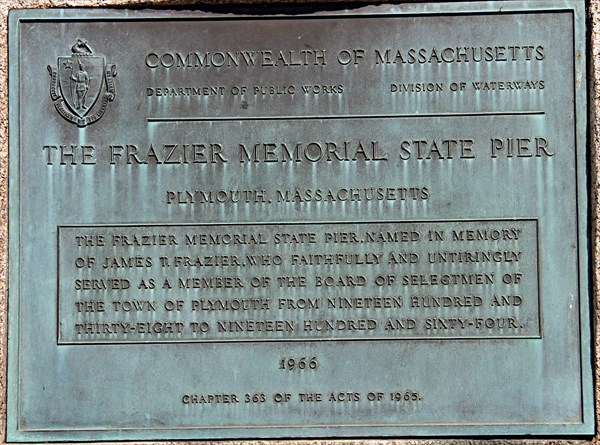 COMMONWEALTH OF MASSACHUSETTS
DEPARTMENT OF PUBLIC WORKS DIVISION OF WATERWAYS
THE FRAZIER MEMORIAL STATE PIER
PLYMOUTH, MASSACHUSETTS
THE FRAZIER MEMORIAL STATE PIER, NAMED IN MEMORY
OF JAMES T. FRAZIER, WHO FAITHFULLY AND UNTIRINGLY
SERVED AS A MEMBER OF THE BOARD OF SELECTMEN OF
THE TOWN OF PLYMOUTH FROM NINETEEN HUNDRED AND
THIRTY-EIGHT TO NINETEEN HUNDRED AND SIXTY-FOUR.
1966
CHAPTER 363 OF THE ACTS OF 1965.